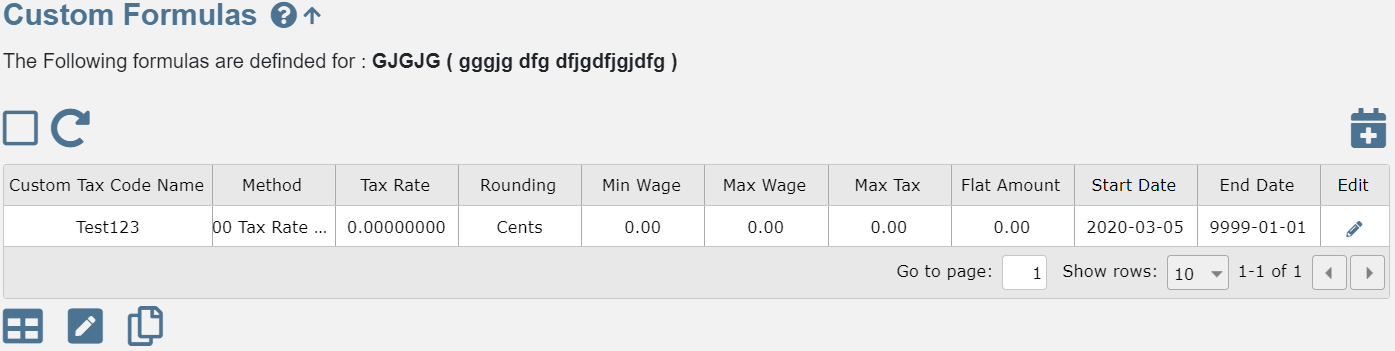 Custom Formulas
The Following formulas are definded for : GJGJG ( gggjg dfg dfjgdfjgjdfg )
Custom Tax Code Name Method Tax Rate Rounding Min Wage Max Wage Max Tax Flat Amount Start Date End Date Edit
Test123 00 Tax Rate ... 0.00000000 Cents 0.00 0.00 0.00 0.00 2020-03-05 9999-01-01
Go to page: 1 Show rows: 10 1-1 of 1